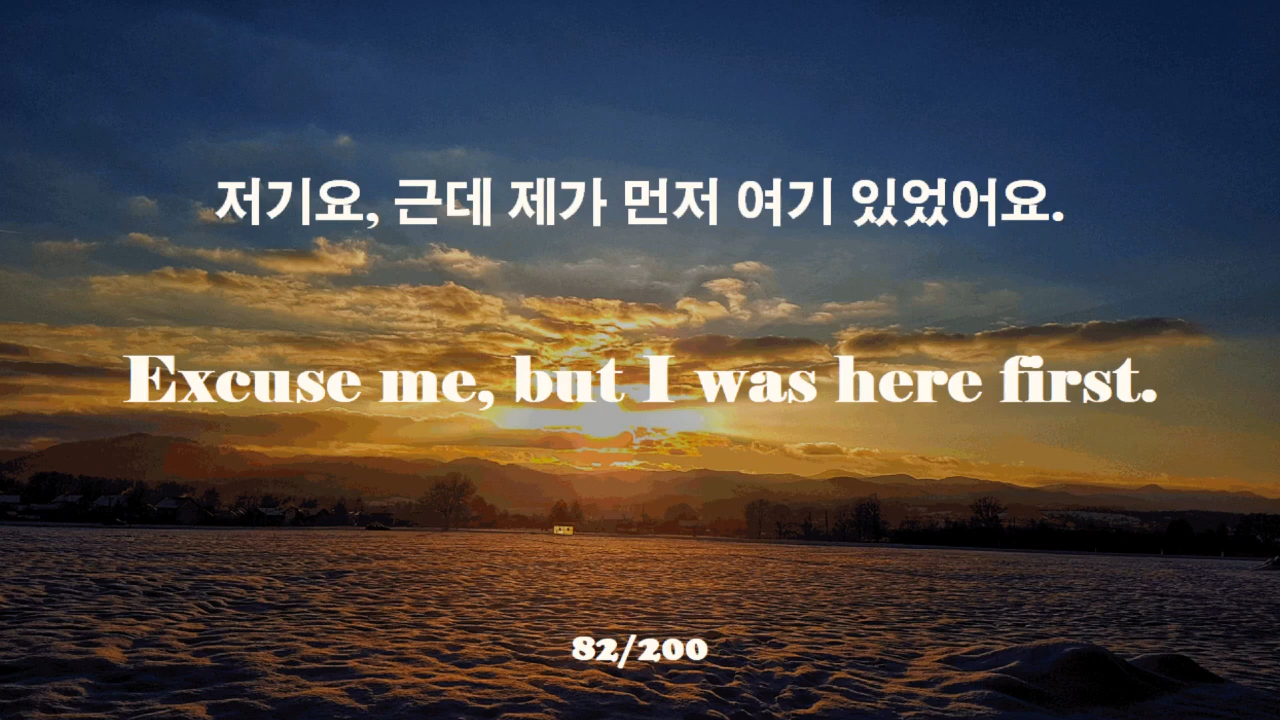 저기요, 근데 제가 먼저 여기 있었어요.
Excuse me, but I was here first.
82/200